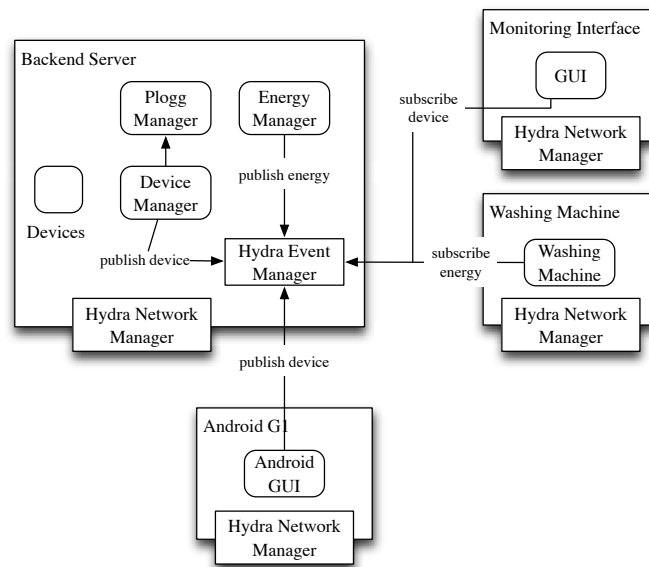 Monitoring Interface
GUI
Hydra Network
Manager
Backend Server
Plogg
Manager
Energy
Manager
subscribe
device
publish energy
Devices
Device
Manager
publish device
Hydra Event
Manager
Hydra Network
Manager
Washing Machine
subscribe
energy
Washing
Machine
Hydra Network
Manager
publish device
Android G1
Android
GUI
Hydra Network
Manager